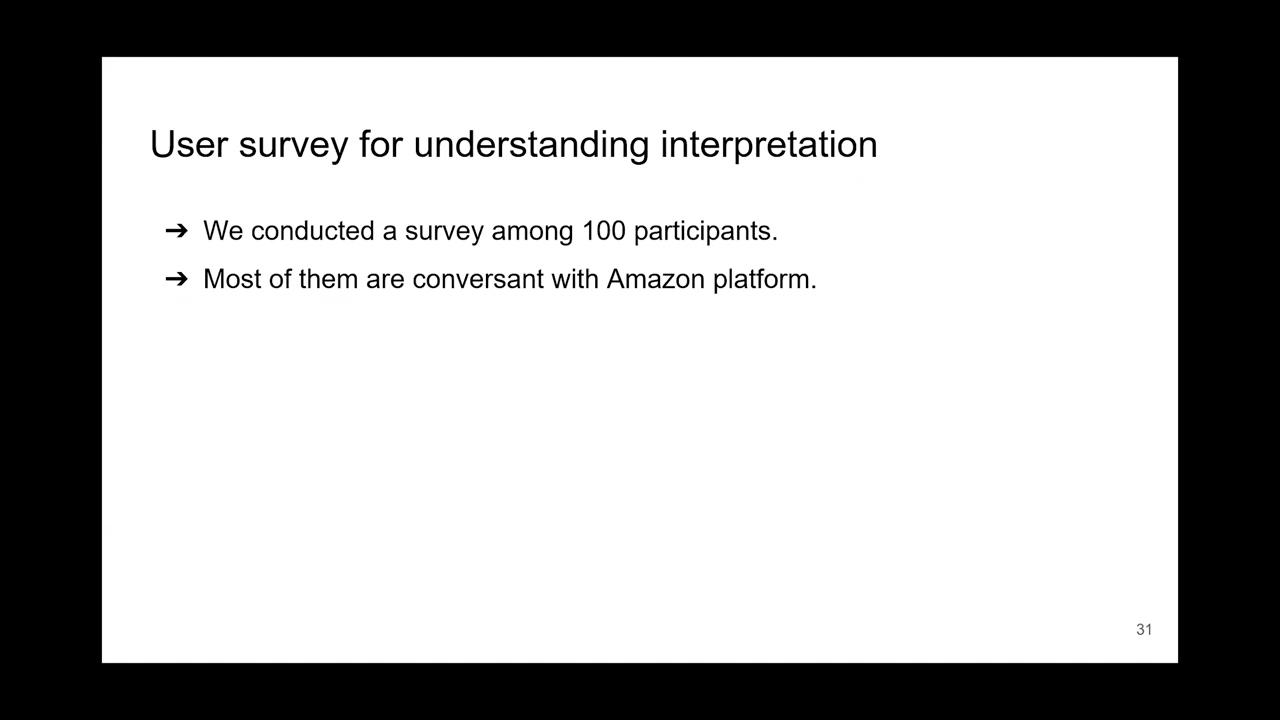 User survey for understanding interpretation
➔ We conducted a survey among 100 participants.
➔ Most of them are conversant with Amazon platform.
31